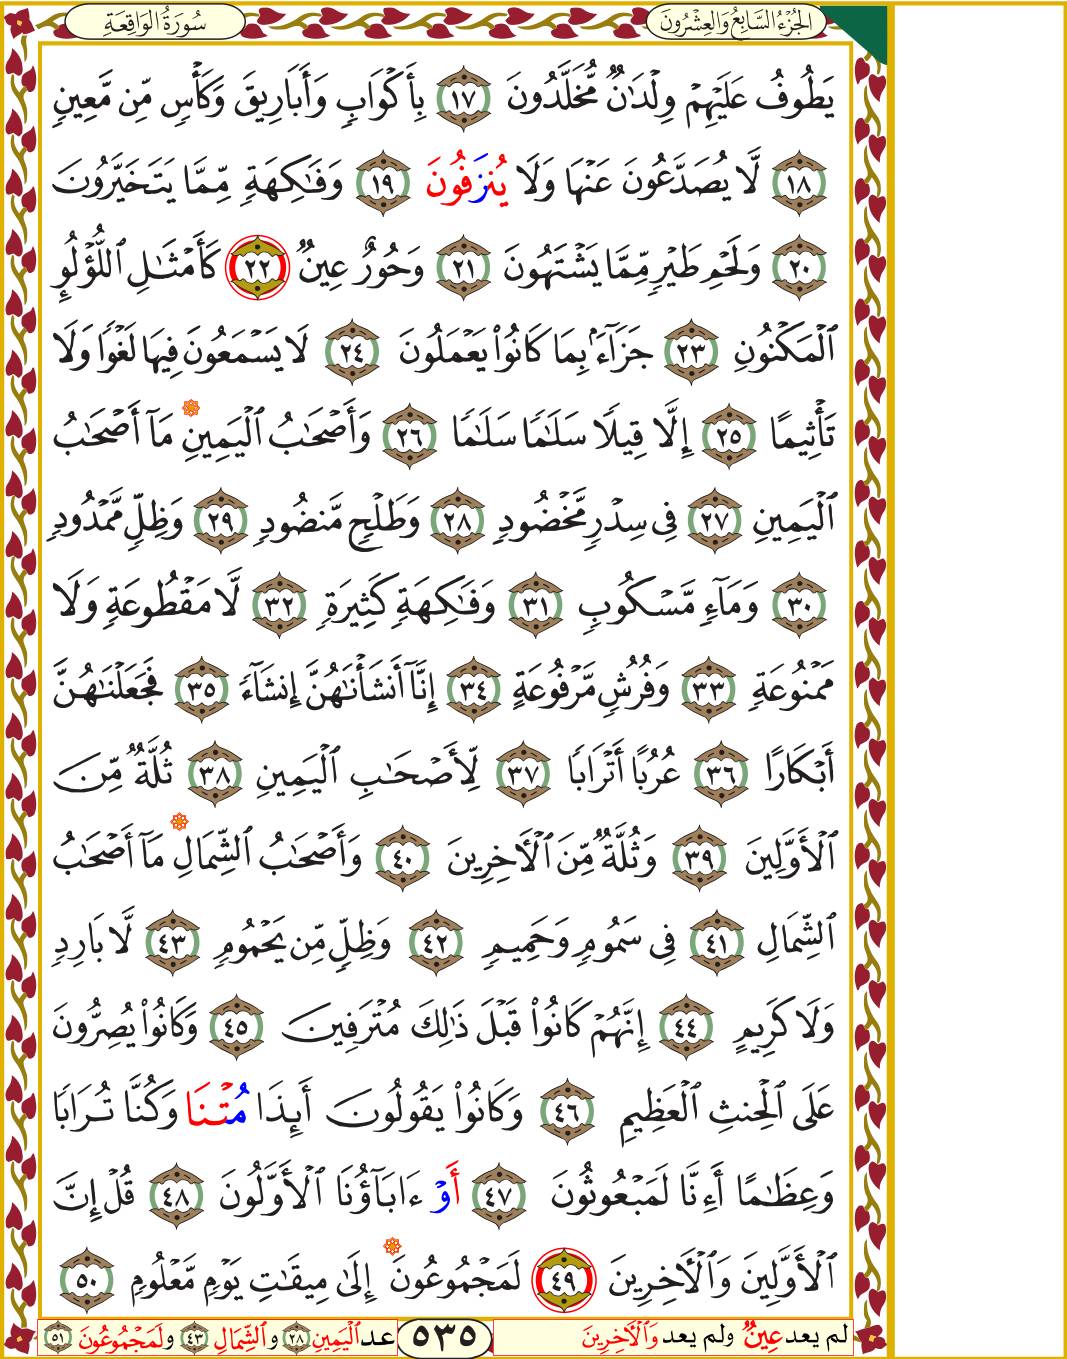 الجُزْءُ السَّابِعُ وَالعِشْرُونَ
سُورَةُ الوَاقِعَةِ
يَطُوفُ عَلَيْهِمْ وِلْدَٰنٌ مُّخَلَّدُونَ ١٧ بِأَكْوَابٍ وَأَبَارِيقَ وَكَأْسٍ مِّن مَّعِينٍ
١٨ لَّا يُصَدَّعُونَ عَنْهَا وَلَا يُنزَفُونَ ١٩ وَفَٰكِهَةٍ مِّمَّا يَتَخَيَّرُونَ
٢٠ وَلَحْمِ طَيْرٍ مِّمَّا يَشْتَهُونَ ٢١ وَحُورٌ عِينٌ ٢٢ كَأَمْثَٰلِ ٱللُّؤْلُوِٕ
ٱلْمَكْنُونِ ٢٣ جَزَآءًۢ بِمَا كَانُوا۟ يَعْمَلُونَ ٢٤ لَا يَسْمَعُونَ فِيهَا لَغْوًا وَلَا
تَأْثِيمًا ٢٥ إِلَّا قِيلًا سَلَٰمًا سَلَٰمًا ٢٦ وَأَصْحَٰبُ ٱلْيَمِينِ مَآ أَصْحَٰبُ
ٱلْيَمِينِ ٢٧ فِى سِدْرٍ مَّخْضُودٍ ٢٨ وَطَلْحٍ مَّنضُودٍ ٢٩ وَظِلٍّ مَّمْدُودٍ
٣٠ وَمَآءٍ مَّسْكُوبٍ ٣١ وَفَٰكِهَةٍ كَثِيرَةٍ ٣٢ لَّا مَقْطُوعَةٍ وَلَا
مَمْنُوعَةٍ ٣٣ وَفُرُشٍ مَّرْفُوعَةٍ ٣٤ إِنَّآ أَنشَأْنَٰهُنَّ إِنشَآءً ٣٥ فَجَعَلْنَٰهُنَّ
أَبْكَارًا ٣٦ عُرُبًا أَتْرَابًا ٣٧ لِّأَصْحَٰبِ ٱلْيَمِينِ ٣٨ ثُلَّةٌ مِّنَ
ٱلْأَوَّلِينَ ٣٩ وَثُلَّةٌ مِّنَ ٱلْأَخِرِينَ ٤٠ وَأَصْحَٰبُ ٱلشِّمَالِ مَآ أَصْحَٰبُ
ٱلشِّمَالِ ٤١ فِى سَمُومٍ وَحَمِيمٍ ٤٢ وَظِلٍّ مِّن يَحْمُومٍ ٤٣ لَّا بَارِدٍ
وَلَا كَرِيمٍ ٤٤ إِنَّهُمْ كَانُوا۟ قَبْلَ ذَٰلِكَ مُتْرَفِينَ ٤٥ وَكَانُوا۟ يُصِرُّونَ
عَلَى ٱلْحِنثِ ٱلْعَظِيمِ ٤٦ وَكَانُوا۟ يَقُولُونَ أَىِٕذَا مُتْنَا وَكُنَّا تُرَابًا
وَعِظَٰمًا أَءِنَّا لَمَبْعُوثُونَ ٤٧ أَوْ ءَابَآؤُنَا ٱلْأَوَّلُونَ ٤٨ قُلْ إِنَّ
ٱلْأَوَّلِينَ وَٱلْأَخِرِينَ ٤٩ لَمَجْمُوعُونَ إِلَىٰ مِيقَٰتِ يَوْمٍ مَّعْلُومٍ ٥٠
لم يعد عِينٌ ولم يعد وَٱلْأَخِرِينَ
٥٣٥
عد ٱلْيَمِينِ ٢٨ و ٱلشِّمَالِ ٤٣ و لَمَجْمُوعُونَ ٥١